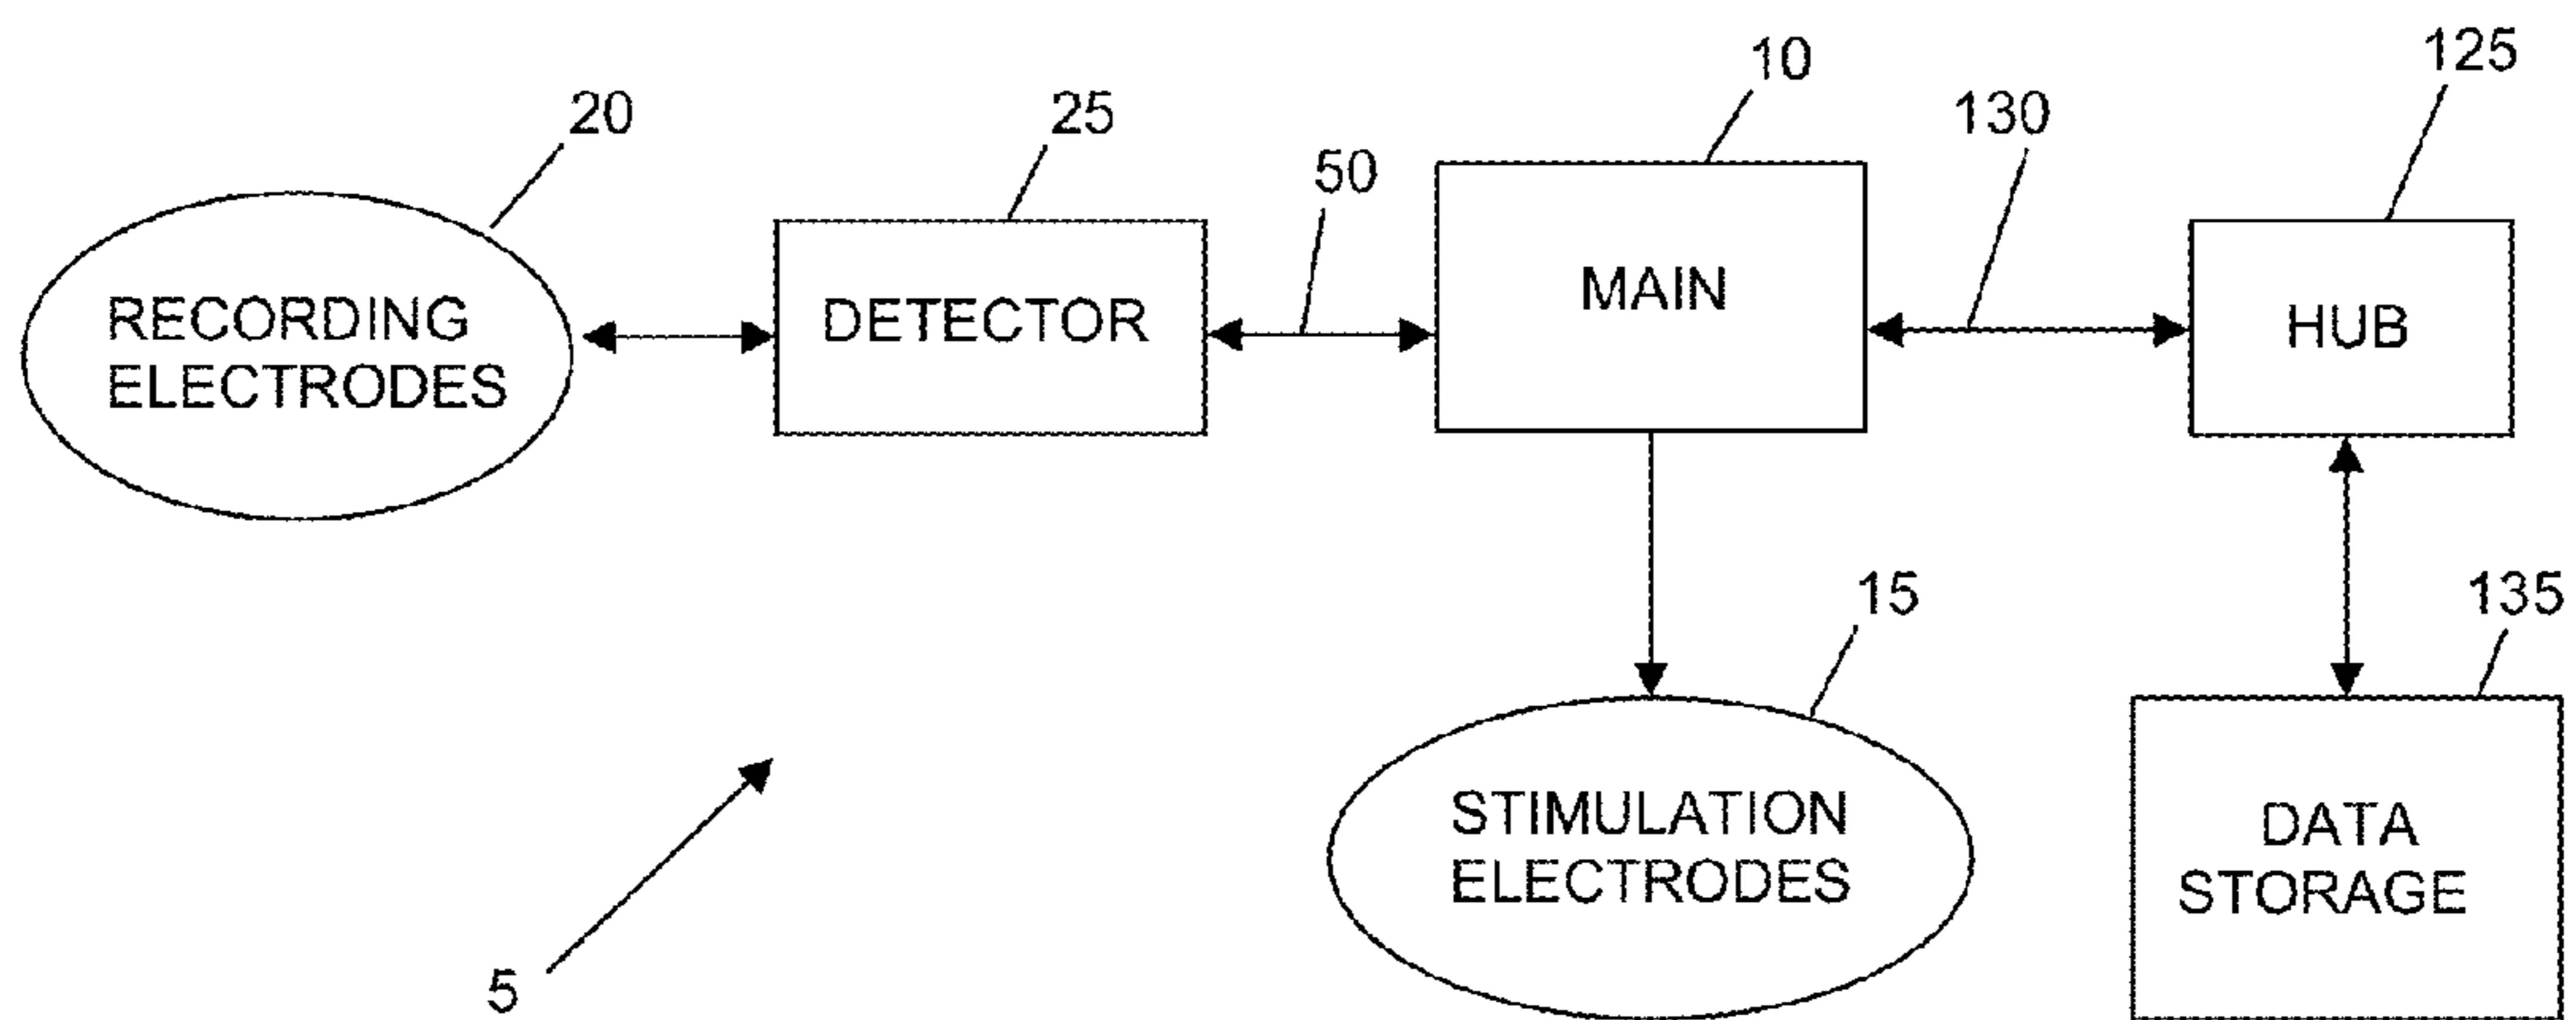 10
125
20
25
130
50
MAIN
RECORDING
ELECTRODES
DETECTOR
HUB
15
135
STIMULATION
ELECTRODES
DATA
STORAGE
5